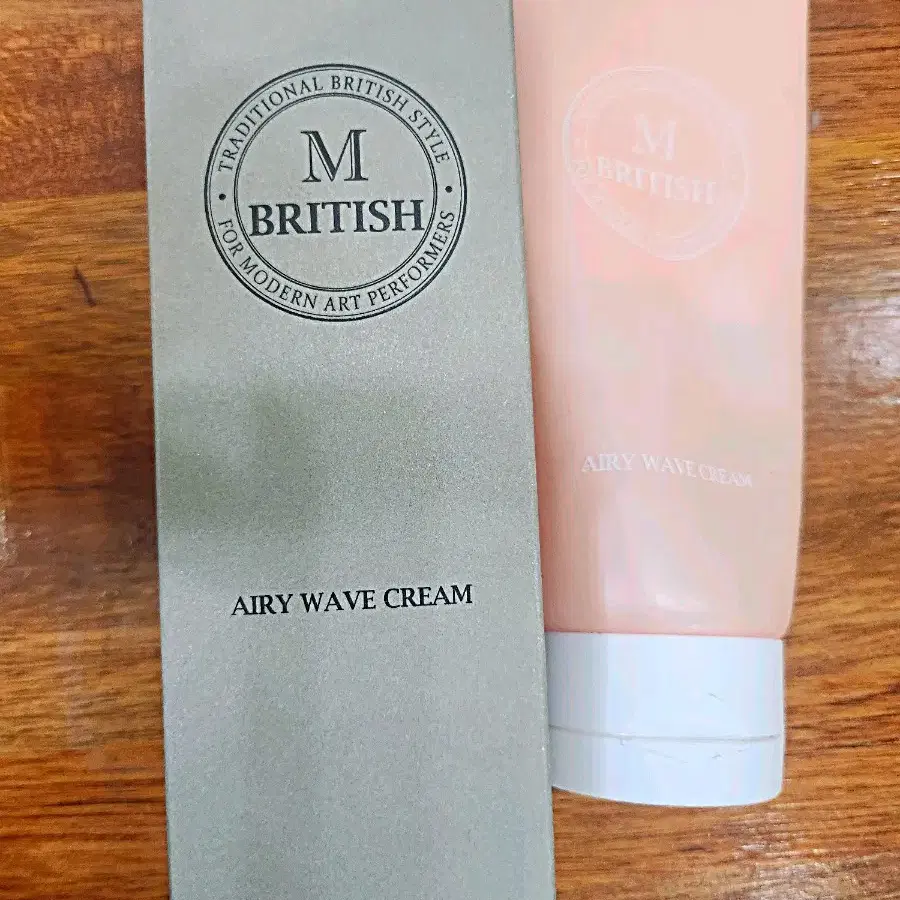 TRADITIONAL BRITISH STYLE
M
BRITISH
FOR MODERN ART PERFORMERS
AIRY WAVE CREAM
M
BRITISH
AIRY WAVE CREAM